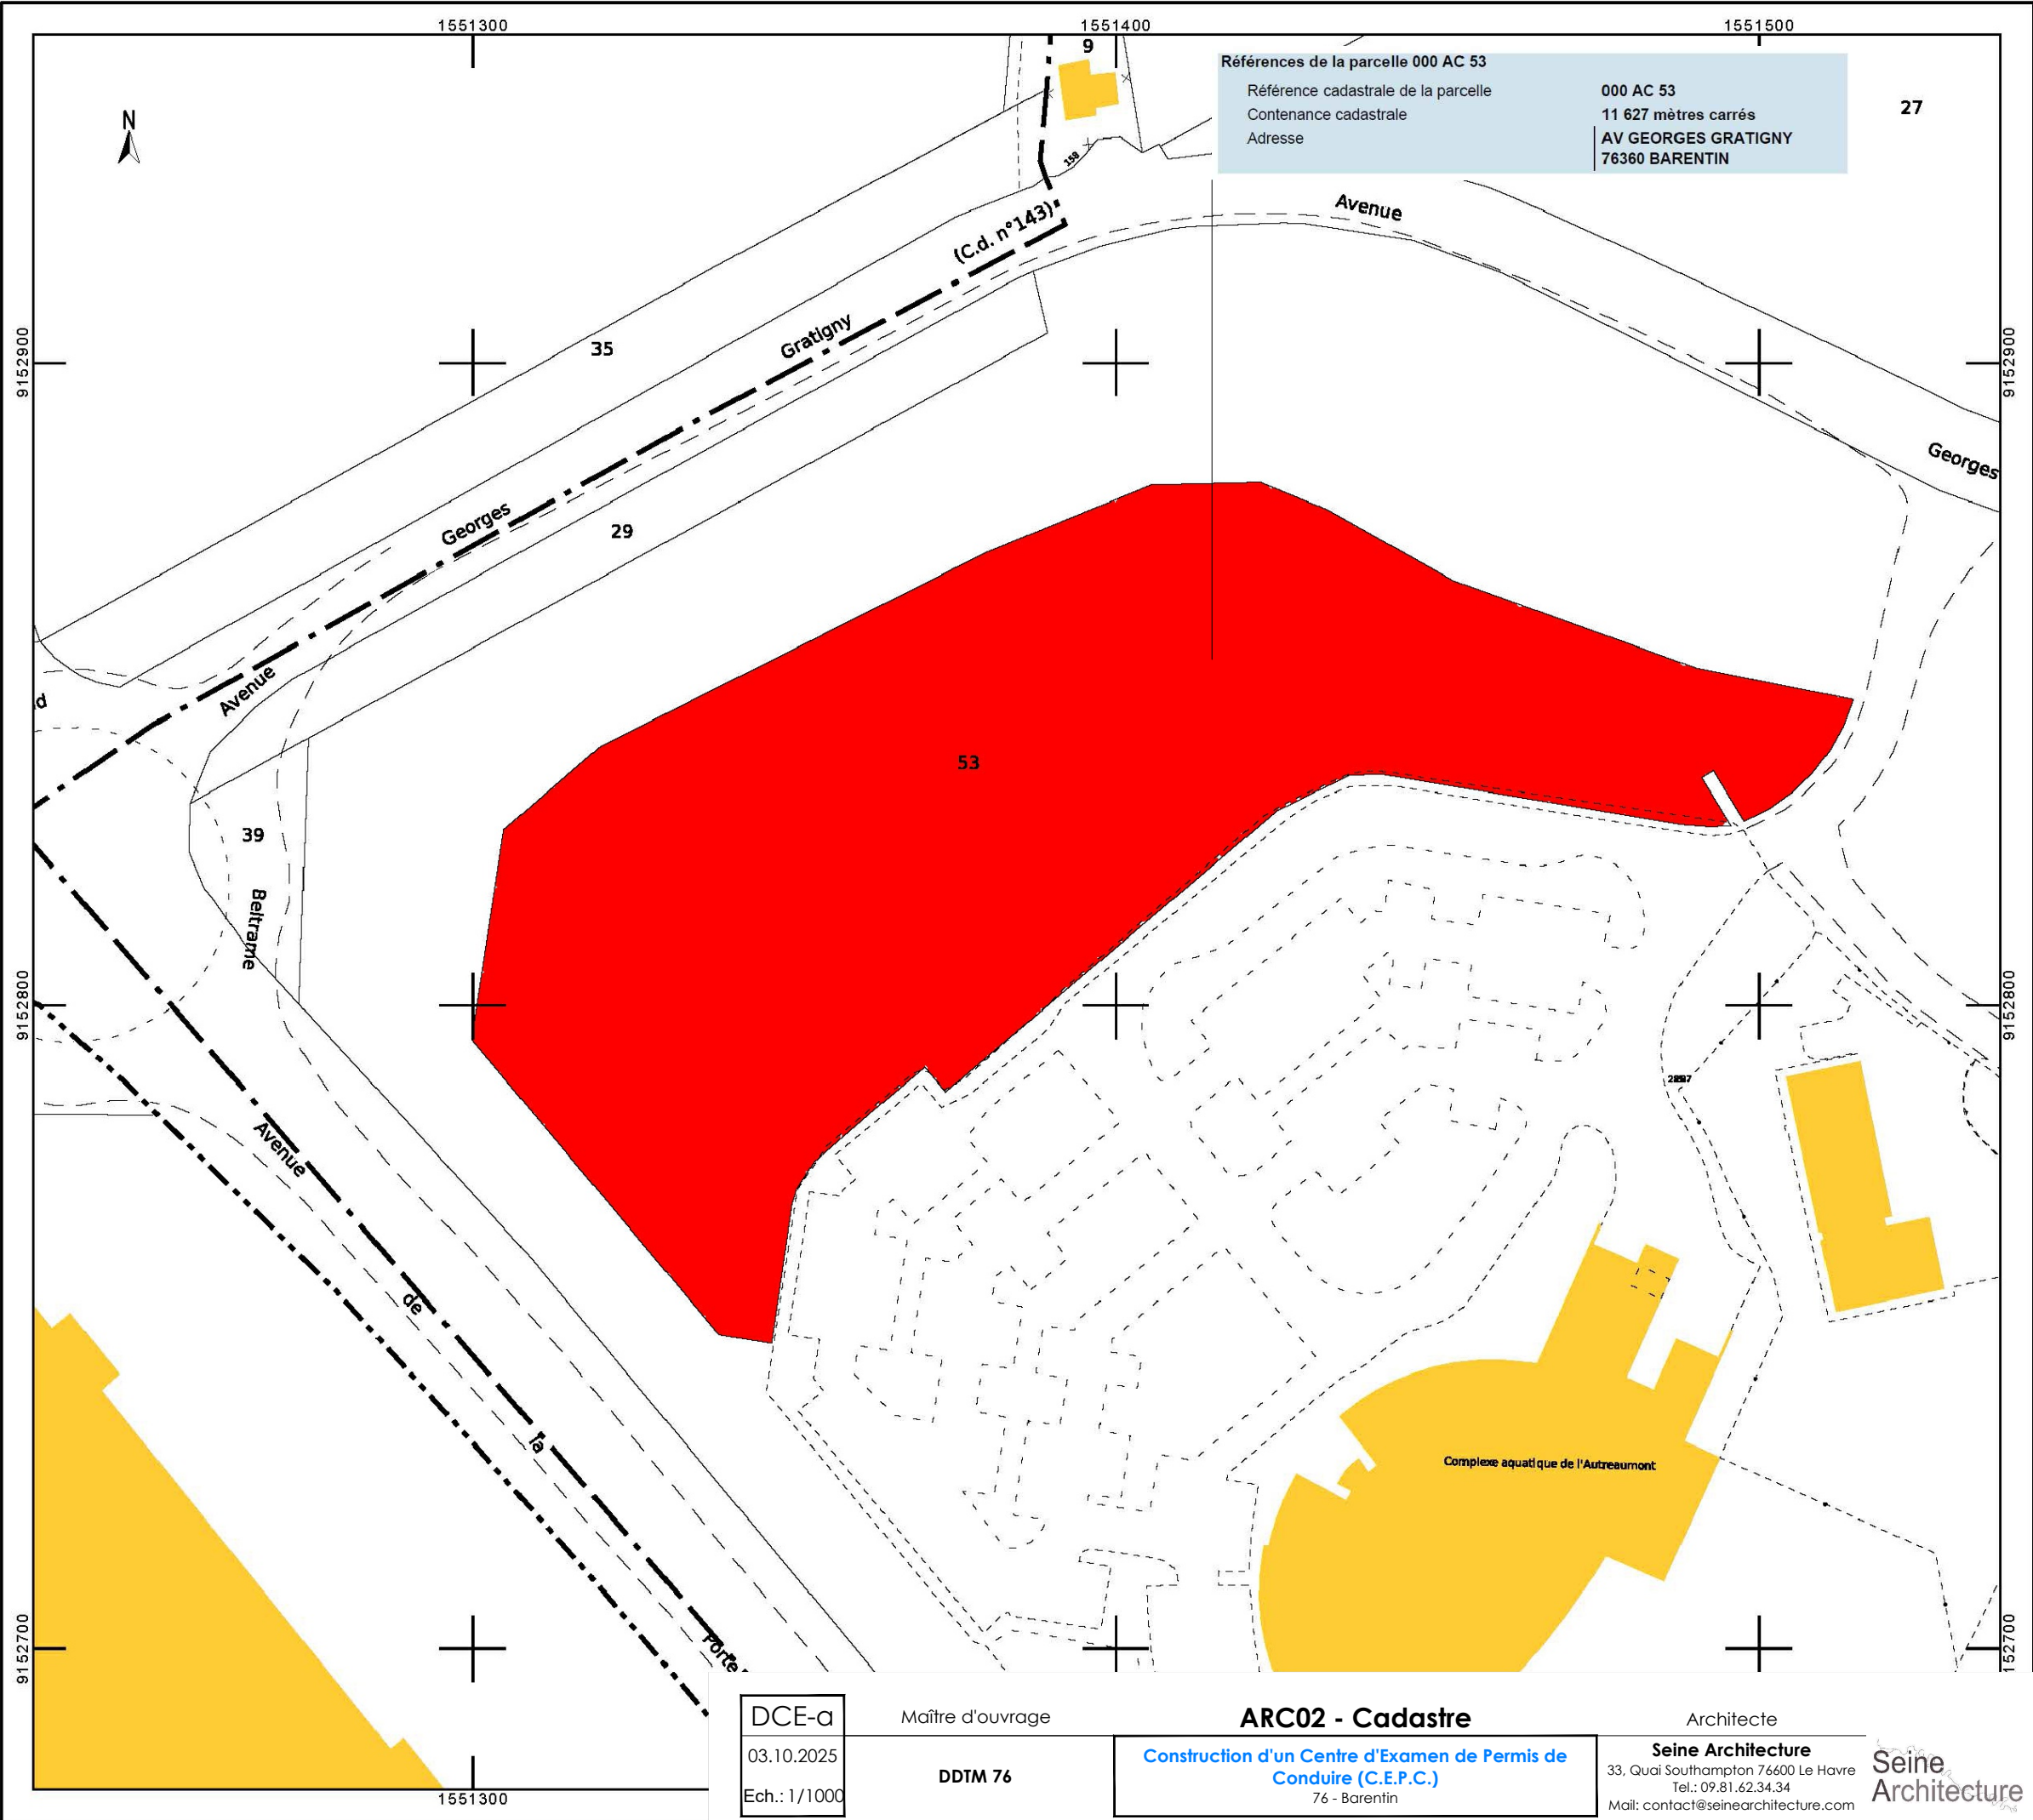 1551300
1551400
1551500
9
Références de la parcelle 000 AC 53
Référence cadastrale de la parcelle 000 AC 53
Contenance cadastrale 11 627 mètres carrés
Adresse AV GEORGES GRATIGNY
76360 BARENTIN
27
N
158
(C.d. n°143)
Avenue
Gratigny
35
9152900
9152900
Georges
Georges
29
Avenue
d
53
39
Beltrame
9152800
9152800
Avenue
de
la
Porte
Complexe aquatique de l'Autreaumont
9152700
152700
1551300
DCE-a
03.10.2025
Ech.: 1/1000
Maître d'ouvrage
DDTM 76
ARC02 - Cadastre
Construction d'un Centre d'Examen de Permis de
Conduire (C.E.P.C.)
76 - Barentin
Architecte
Seine Architecture
33, Quai Southampton 76600 Le Havre
Tel.: 09.81.62.34.34
Mail: contact@seinearchitecture.com
Seine
Architecture